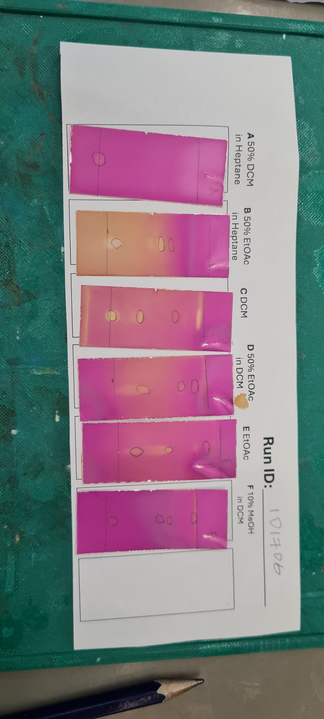 Run ID: 101706
A 50% DCM
in Heptane
B 50% EtOAc
in Heptane
C DCM
D 50% EtOAc
in DCM
E EtOAc
F 10% MeOH
in DCM